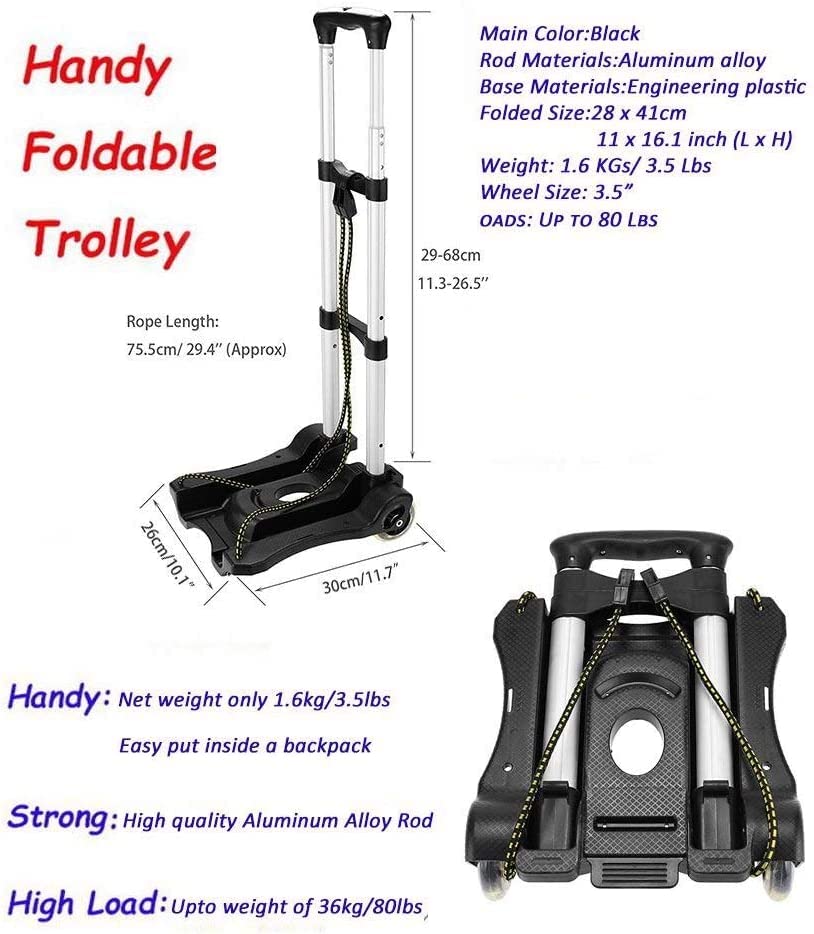 Handy
Foldable
Trolley
Main Color:Black
Rod Materials:Aluminum alloy
Base Materials:Engineering plastic
Folded Size:28 x 41cm
11 x 16.1 inch (L x H)
Weight: 1.6 KGs/ 3.5 Lbs
Wheel Size: 3.5”
OADS: UP TO 80 LBS
29-68cm
11.3-26.5’’
Rope Length:
75.5cm/ 29.4’’ (Approx)
26cm/10.1”
30cm/11.7”
Handy: Net weight only 1.6kg/3.5lbs
Easy put inside a backpack
Strong: High quality Aluminum Alloy Rod
High Load: Upto weight of 36kg/80lbs